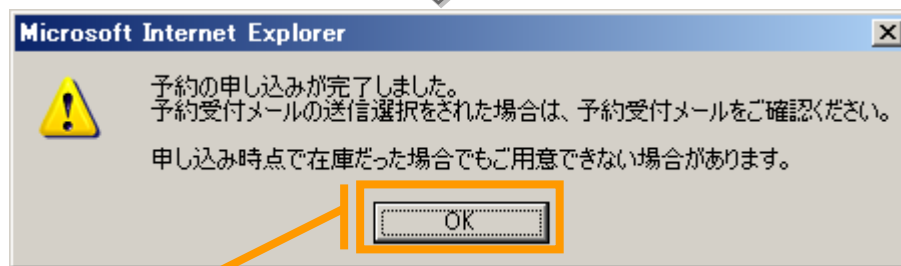 Microsoft Internet Explorer
予約の申し込みが完了しました。
予約受付メールの送信選択をされた場合は、予約受付メールをご確認ください。
申し込み時点で在庫だった場合でもご用意できない場合があります。
OK